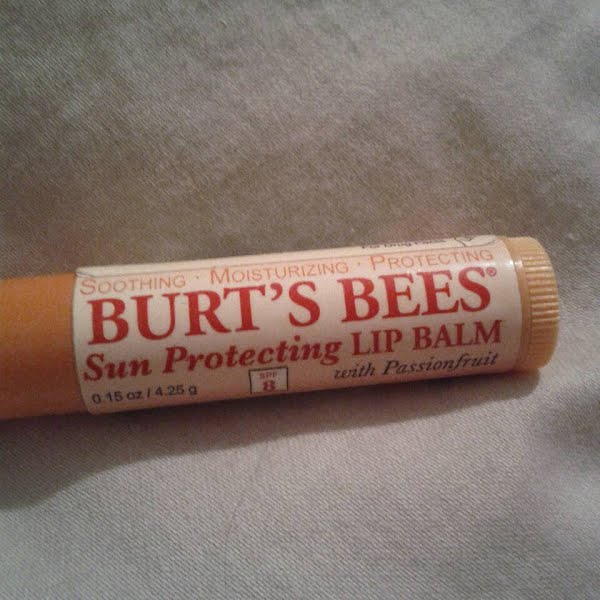 SOOTHING · MOISTURIZING · PROTECTING
BURT'S BEES®
Sun Protecting LIP BALM
with Passionfruit
SPF
8
0.15 oz / 4.25 g